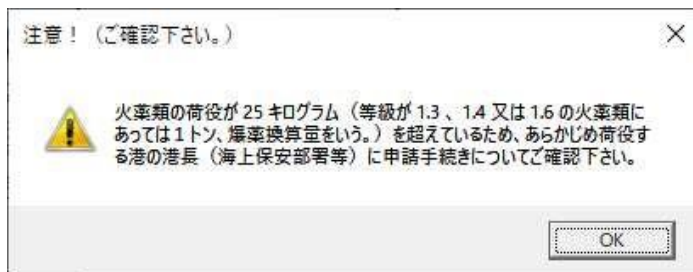 注意！（ご確認下さい。）
火薬類の荷役が 25 キログラム（等級が 1.3 、1.4 又は 1.6 の火薬類に
あっては１トン、爆薬換算量をいう。）を超えているため、あらかじめ荷役す
る港の港長（海上保安部署等）に申請手続きについてご確認下さい。
OK